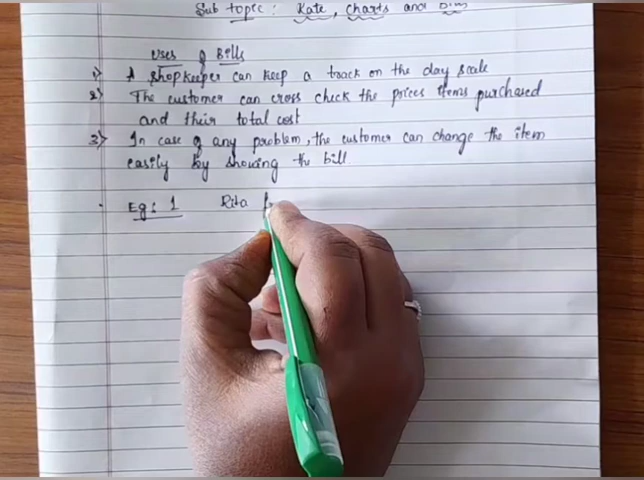 Sub topic: Rate, charts and Bills
Uses of Bills
1) A shopkeeper can keep a track on the day scale
2) The customer can cross check the prices items purchased
and their total cost
3) In case of any problem, the customer can change the item
easily by showing the bill
Eg: 1 Rita